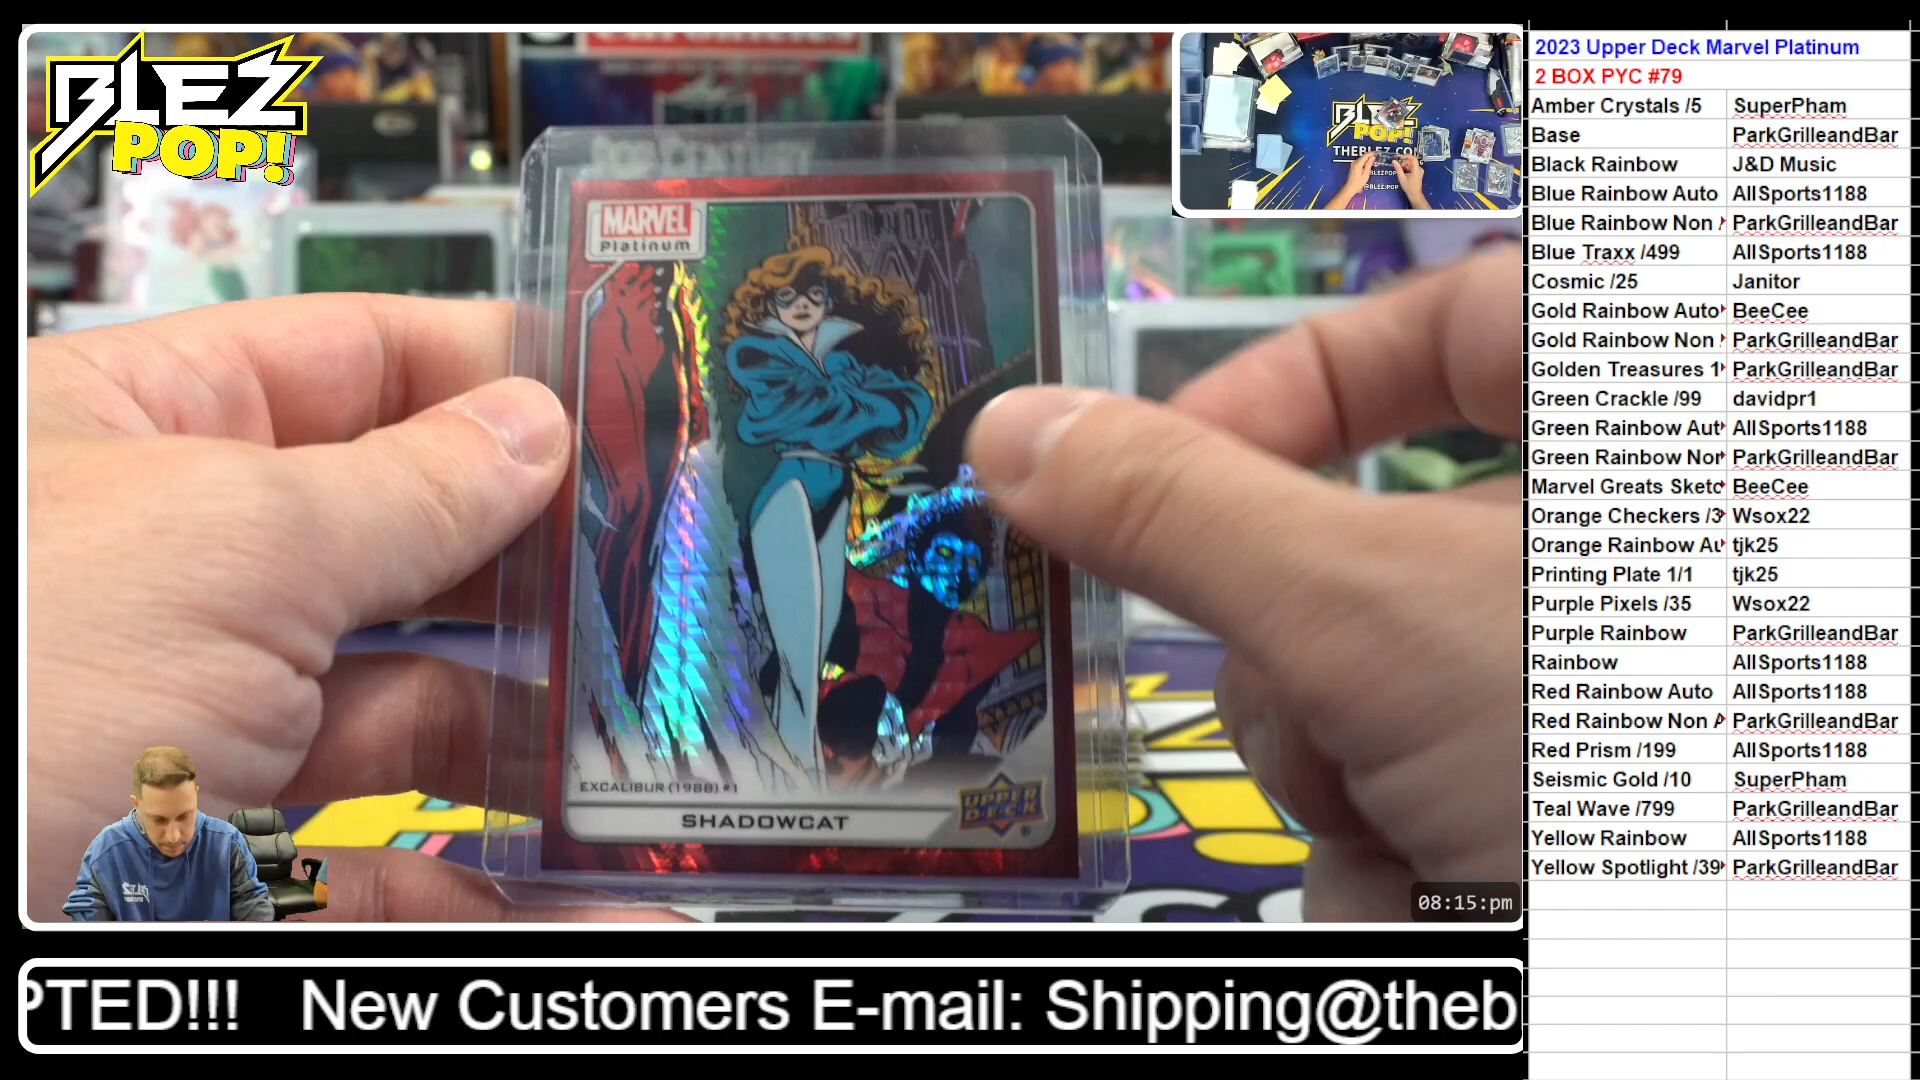 BLEZ
POP!
MARVEL
Platinum
EXCALIBUR (1988) #1
SHADOWCAT
UPPER
DECK
®
BLEZ
POP!
THEBLEZ.CO
08:15:pm
PTED!!! New Customers E-mail: Shipping@theb
2023 Upper Deck Marvel Platinum
2 BOX PYC #79
Amber Crystals /5 SuperPham
Base ParkGrilleandBar
Black Rainbow J&D Music
Blue Rainbow Auto AllSports1188
Blue Rainbow Non ParkGrilleandBar
Blue Traxx /499 AllSports1188
Cosmic /25 Janitor
Gold Rainbow Auto BeeCee
Gold Rainbow Non ParkGrilleandBar
Golden Treasures 1 ParkGrilleandBar
Green Crackle /99 davidpr1
Green Rainbow Aut AllSports1188
Green Rainbow Nor ParkGrilleandBar
Marvel Greats Sketc BeeCee
Orange Checkers /3 Wsox22
Orange Rainbow Au tjk25
Printing Plate 1/1 tjk25
Purple Pixels /35 Wsox22
Purple Rainbow ParkGrilleandBar
Rainbow AllSports1188
Red Rainbow Auto AllSports1188
Red Rainbow Non A ParkGrilleandBar
Red Prism /199 AllSports1188
Seismic Gold /10 SuperPham
Teal Wave /799 ParkGrilleandBar
Yellow Rainbow AllSports1188
Yellow Spotlight /39 ParkGrilleandBar